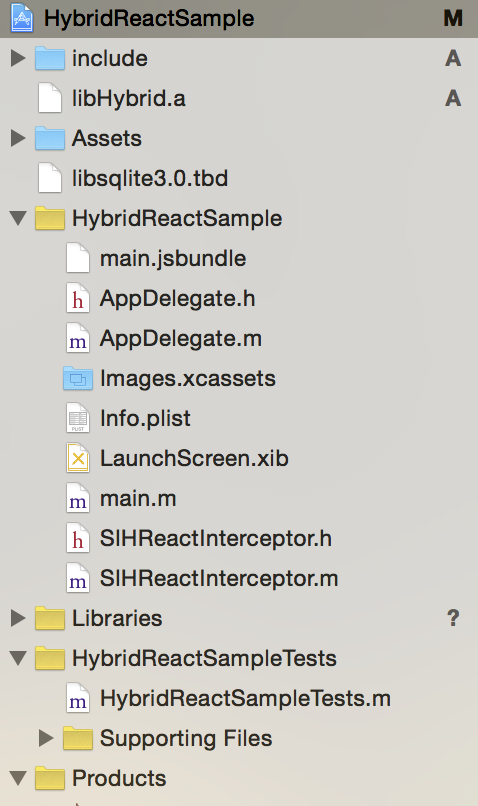 HybridReactSample M
include A
libHybrid.a A
Assets
libsqlite3.0.tbd
HybridReactSample
main.jsbundle
h AppDelegate.h
m AppDelegate.m
Images.xcassets
PLIST Info.plist
LaunchScreen.xib
m main.m
h SIHReactInterceptor.h
m SIHReactInterceptor.m
Libraries ?
HybridReactSampleTests
m HybridReactSampleTests.m
Supporting Files
Products